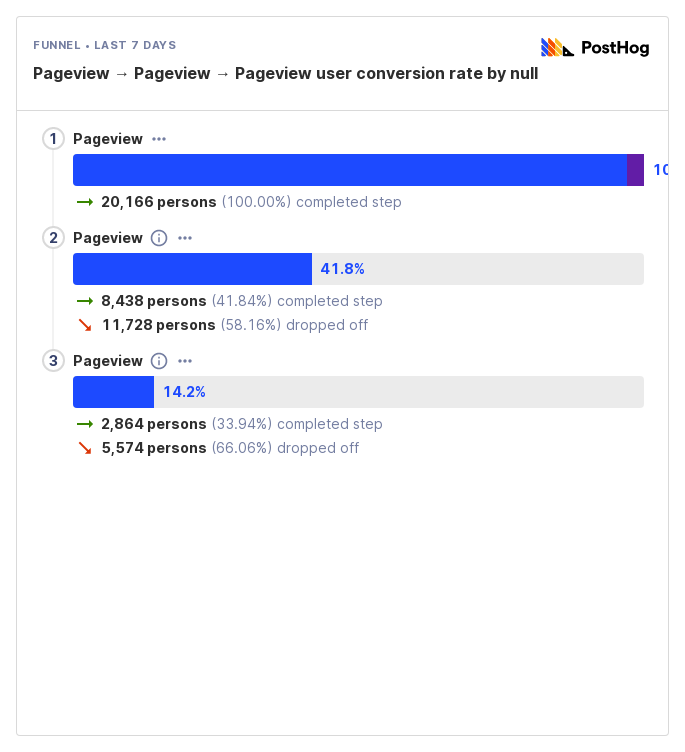 FUNNEL • LAST 7 DAYS
PostHog
Pageview → Pageview → Pageview user conversion rate by null
1 Pageview •••
10
→ 20,166 persons (100.00%) completed step
2 Pageview •••
41.8%
→ 8,438 persons (41.84%) completed step
↘ 11,728 persons (58.16%) dropped off
3 Pageview •••
14.2%
→ 2,864 persons (33.94%) completed step
↘ 5,574 persons (66.06%) dropped off